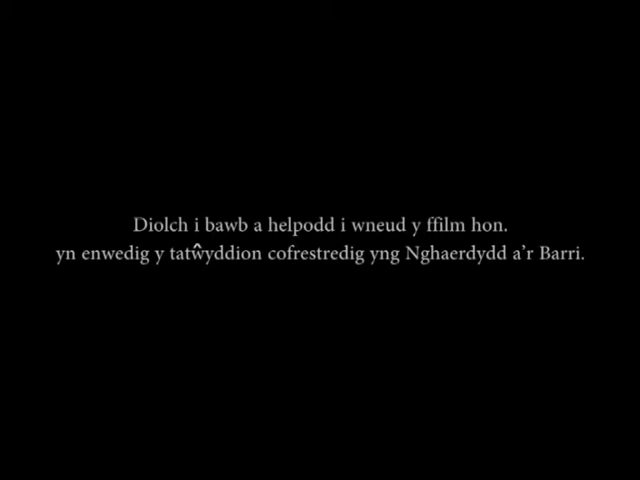 Diolch i bawb a helpodd i wneud y ffilm hon.
yn enwedig y tatŵyddion cofrestredig yng Nghaerdydd a’r Barri.